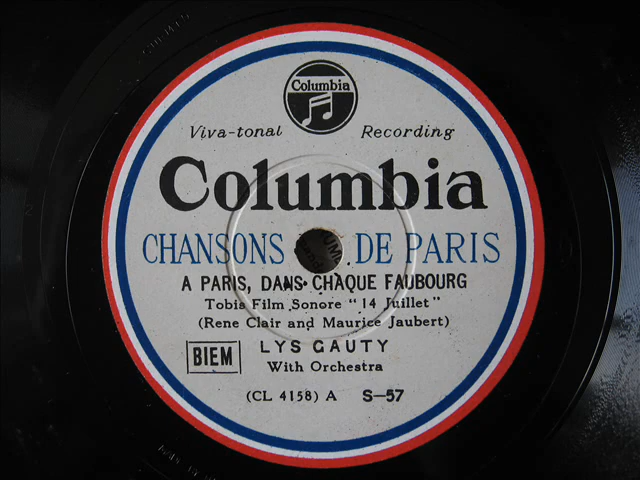 Columbia
Viva-tonal Recording
Columbia
CHANSONS DE PARIS
A PARIS, DANS CHAQUE FAUBOURG
Tobis Film Sonore "14 Juillet"
(Rene Clair and Maurice Jaubert)
BIEM LYS GAUTY
With Orchestra
(CL 4158) A S-57